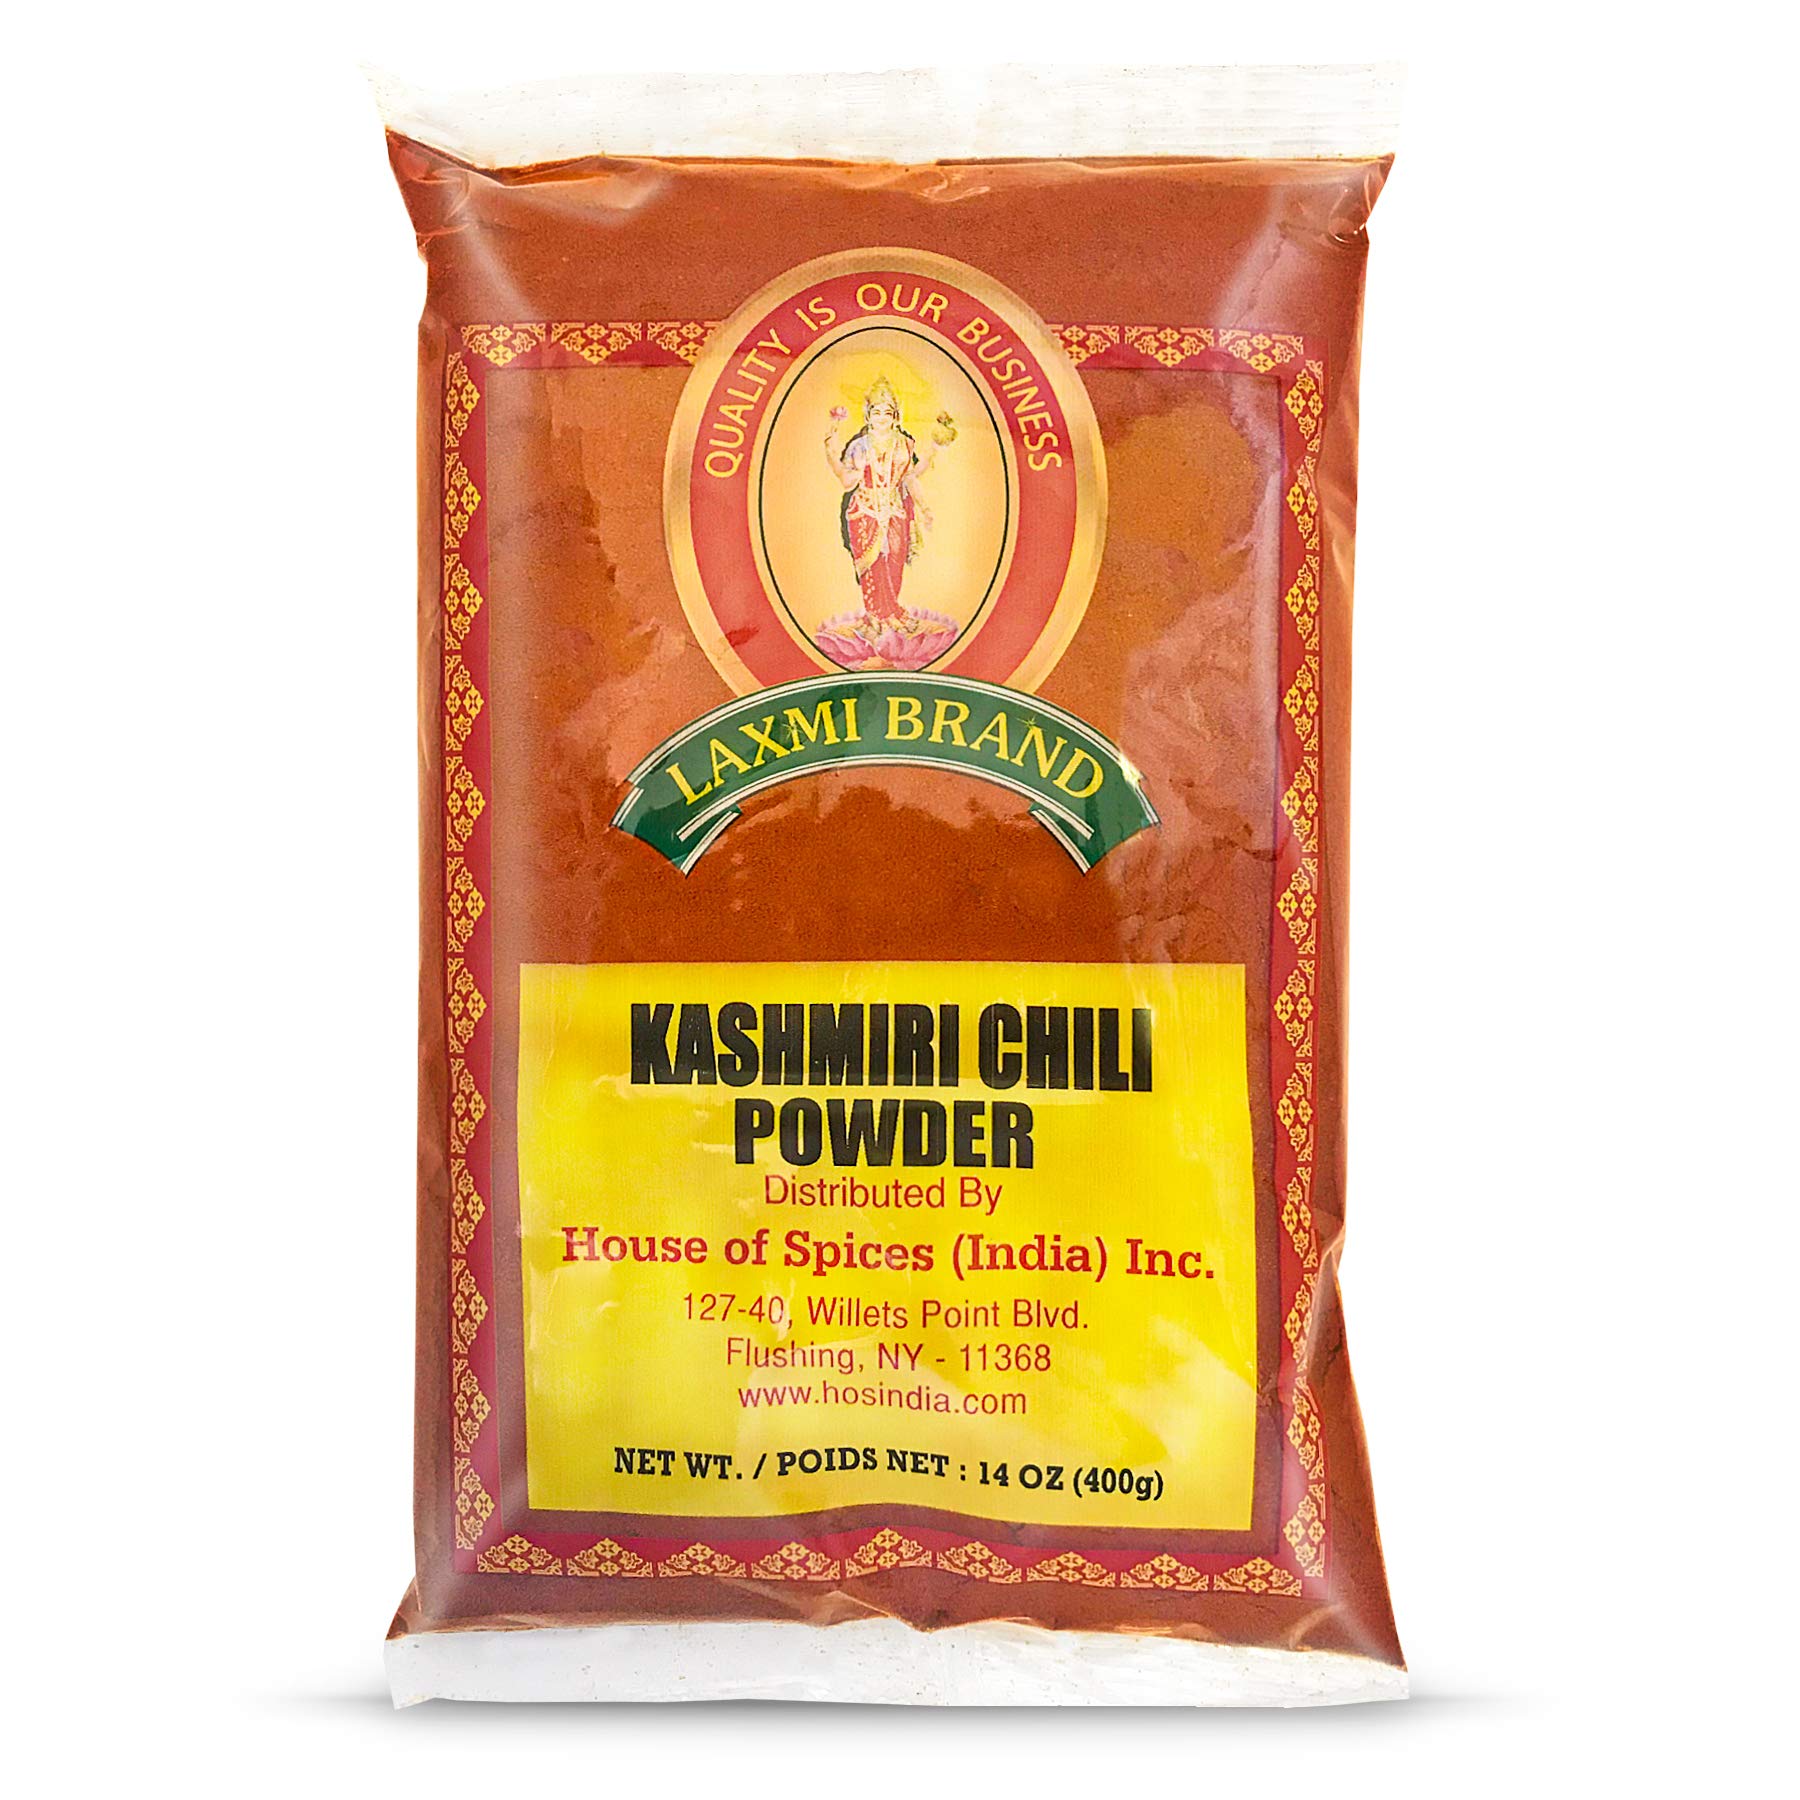 QUALITY IS OUR BUSINESS
LAXMI BRAND
KASHMIRI CHILI
POWDER
Distributed By
House of Spices (India) Inc.
127-40, Willets Point Blvd.
Flushing, NY - 11368
www.hosindia.com
NET WT. / POIDS NET : 14 OZ (400g)